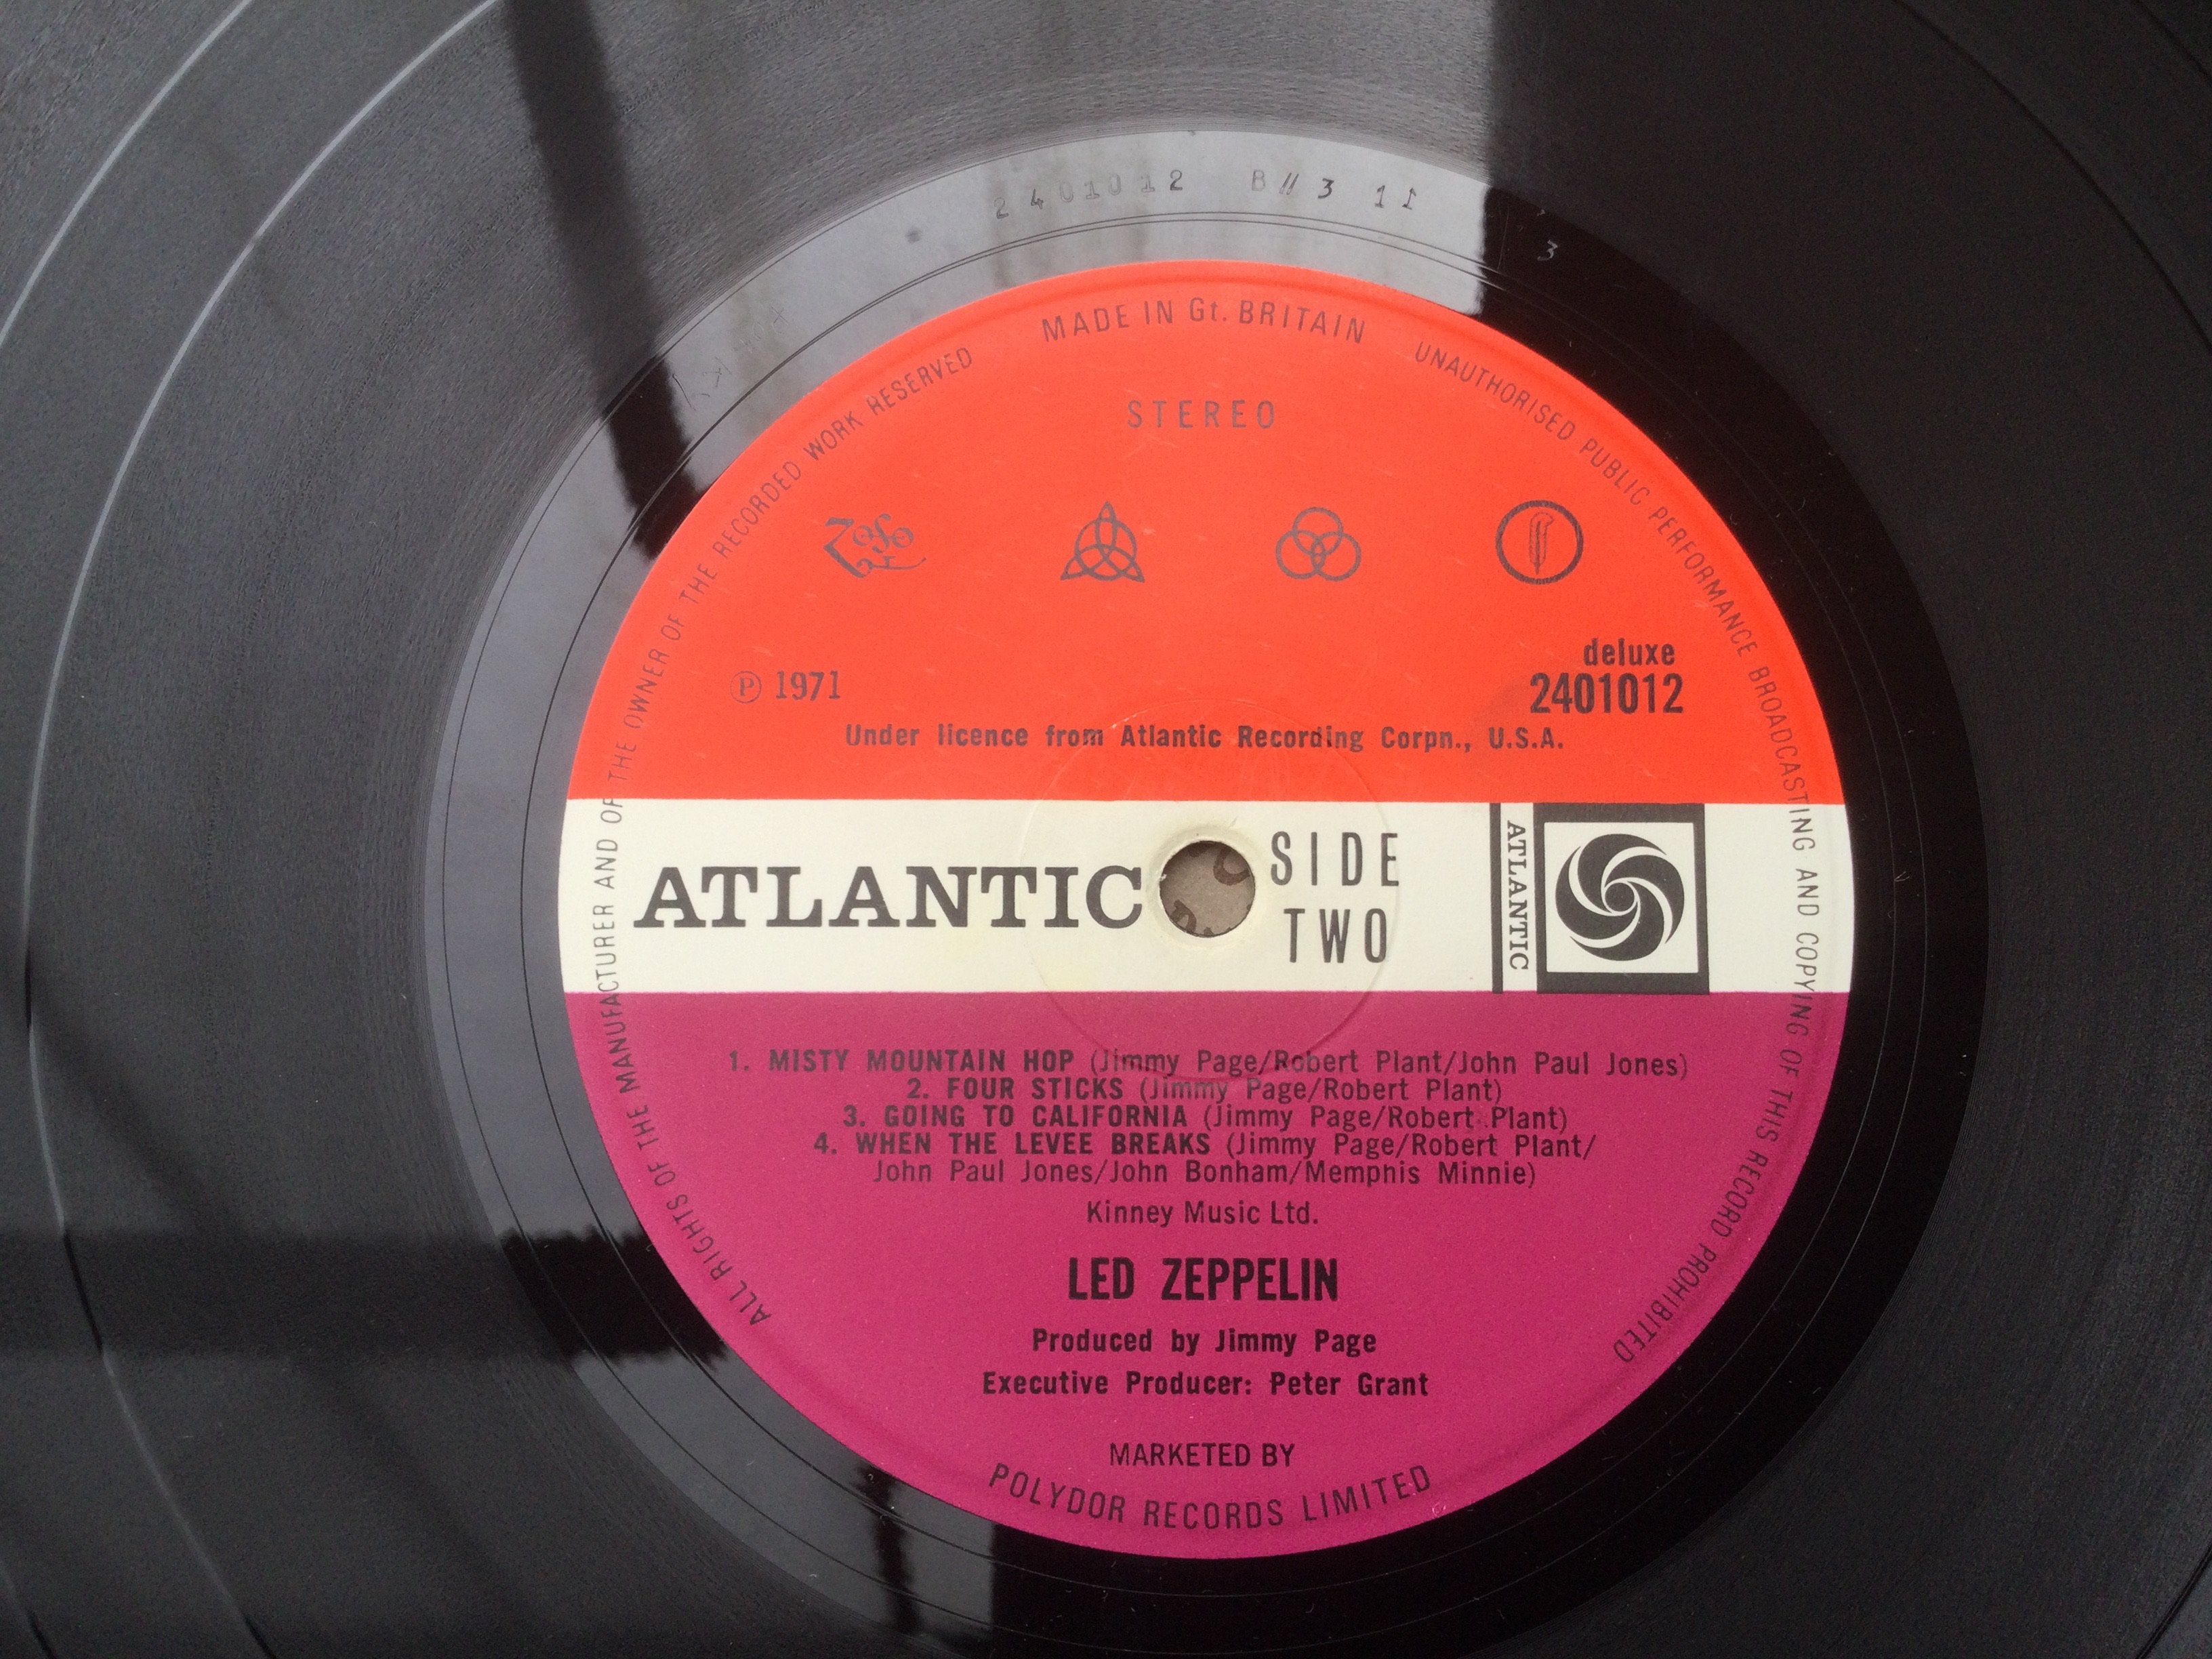 2401012 B//3 11
3
MADE IN Gt. BRITAIN
ALL RIGHTS OF THE MANUFACTURER AND OF THE OWNER OF THE RECORDED WORK RESERVED
UNAUTHORISED PUBLIC PERFORMANCE BROADCASTING AND COPYING OF THIS RECORD PROHIBITED
STEREO
deluxe
℗ 1971
2401012
Under licence from Atlantic Recording Corpn., U.S.A.
ATLANTIC
SIDE
TWO
ATLANTIC
1. MISTY MOUNTAIN HOP (Jimmy Page/Robert Plant/John Paul Jones)
2. FOUR STICKS (Jimmy Page/Robert Plant)
3. GOING TO CALIFORNIA (Jimmy Page/Robert Plant)
4. WHEN THE LEVEE BREAKS (Jimmy Page/Robert Plant/
John Paul Jones/John Bonham/Memphis Minnie)
Kinney Music Ltd.
LED ZEPPELIN
Produced by Jimmy Page
Executive Producer: Peter Grant
MARKETED BY
POLYDOR RECORDS LIMITED